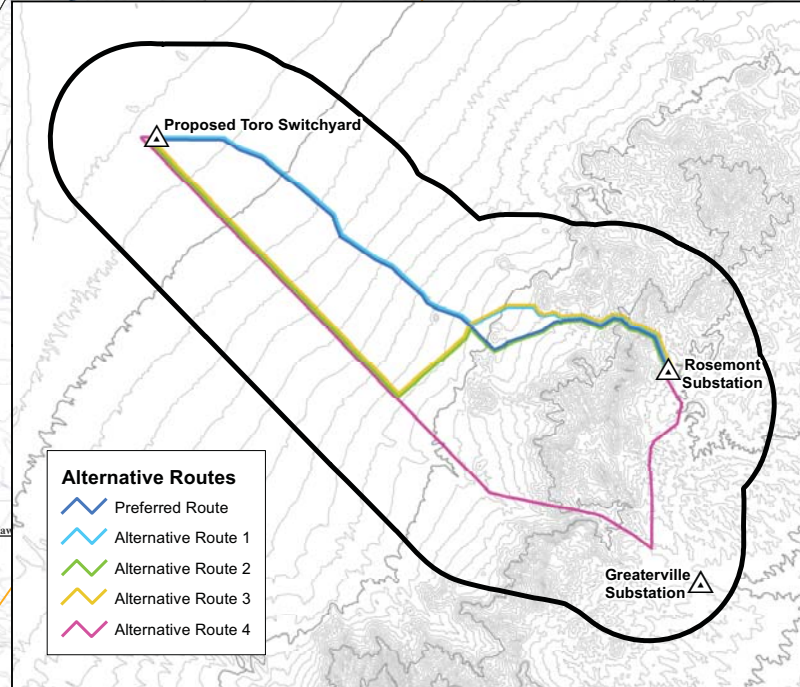 Proposed Toro Switchyard
Rosemont
Substation
Alternative Routes
Preferred Route
Alternative Route 1
Alternative Route 2
Alternative Route 3
Alternative Route 4
Greaterville
Substation